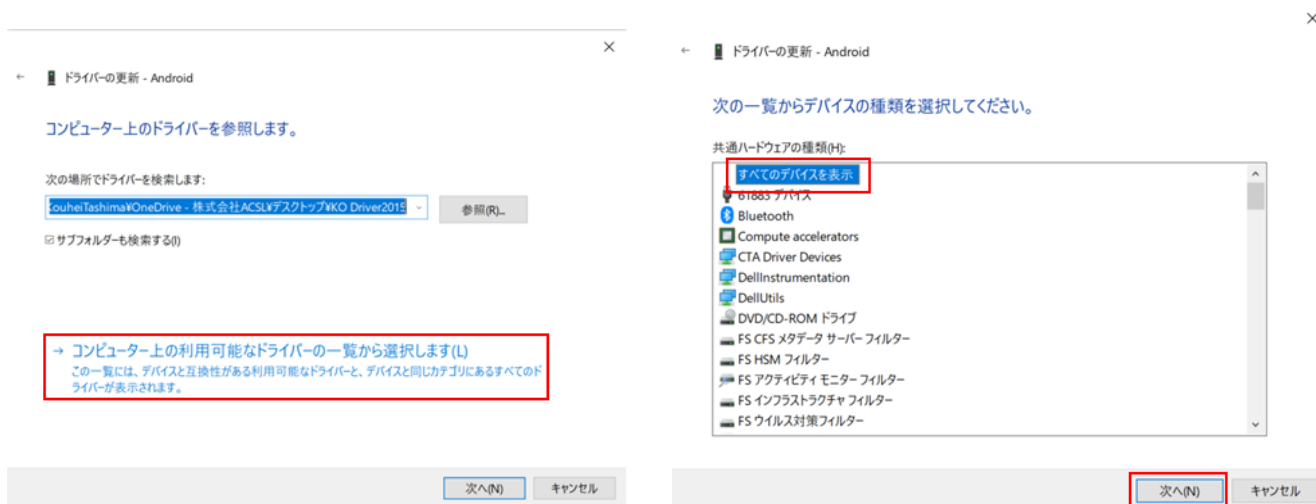 ドライバーの更新 - Android
コンピューター上のドライバーを参照します。
次の場所でドライバーを検索します:
ouheiTashima¥OneDrive - 株式会社ACSL¥デスクトップ¥KO Driver2015
参照(R)...
サブフォルダーも検索する(I)
→ コンピューター上の利用可能なドライバーの一覧から選択します(L)
この一覧には、デバイスと互換性がある利用可能なドライバーと、デバイスと同じカテゴリにあるすべてのド
ライバーが表示されます。
次へ(N)
キャンセル
ドライバーの更新 - Android
次の一覧からデバイスの種類を選択してください。
共通ハードウェアの種類(H):
すべてのデバイスを表示
61883 デバイス
Bluetooth
Compute accelerators
CTA Driver Devices
DellInstrumentation
DellUtils
DVD/CD-ROM ドライブ
FS CFS メタデータ サーバー フィルター
FS HSM フィルター
FS アクティビティ モニター フィルター
FS インフラストラクチャ フィルター
FS ウイルス対策フィルター
次へ(N)
キャンセル